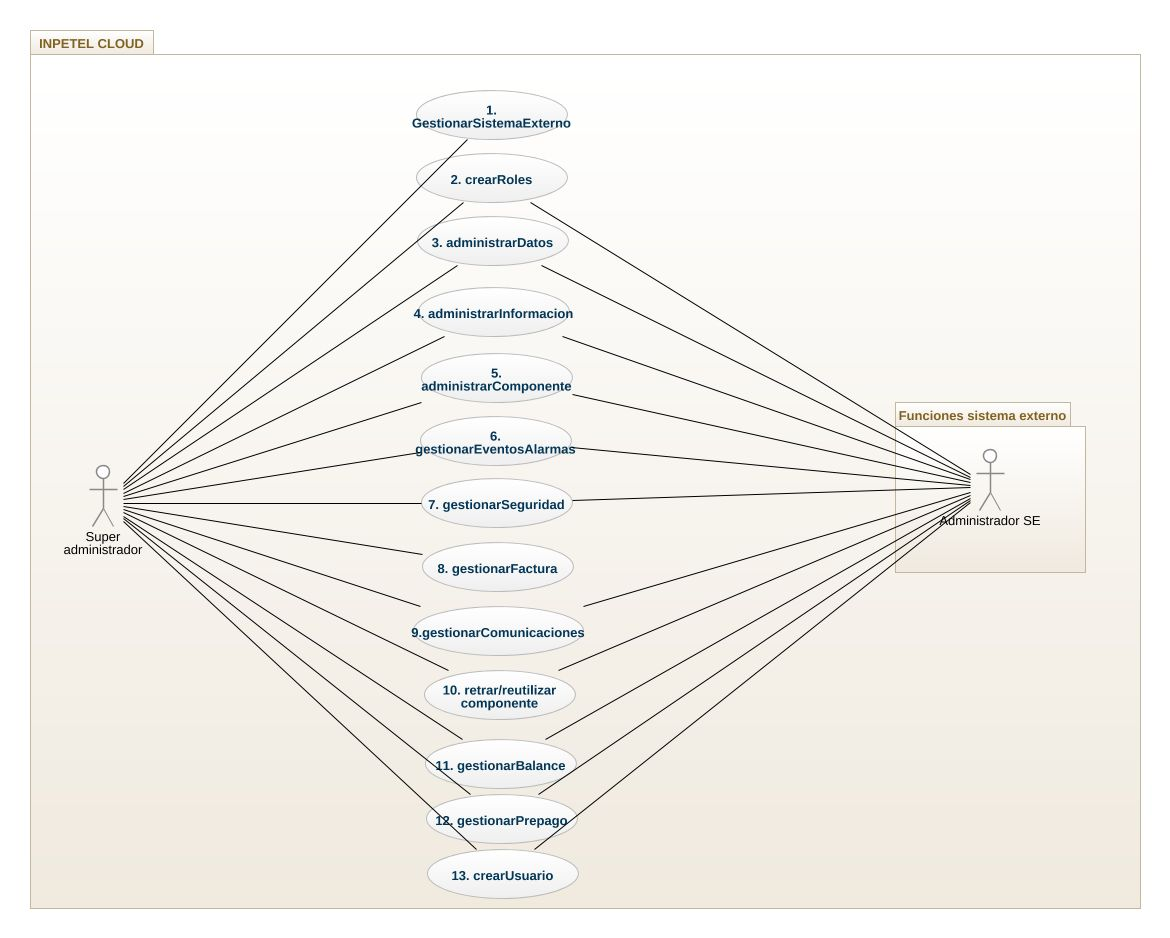 INPETEL CLOUD
1.
GestionarSistemaExterno
2. crearRoles
3. administrarDatos
4. administrarInformacion
5.
administrarComponente
6.
gestionarEventosAlarmas
7. gestionarSeguridad
8. gestionarFactura
9.gestionarComunicaciones
10. retrar/reutilizar
componente
11. gestionarBalance
12. gestionarPrepago
13. crearUsuario
Super
administrador
Funciones sistema externo
Administrador SE